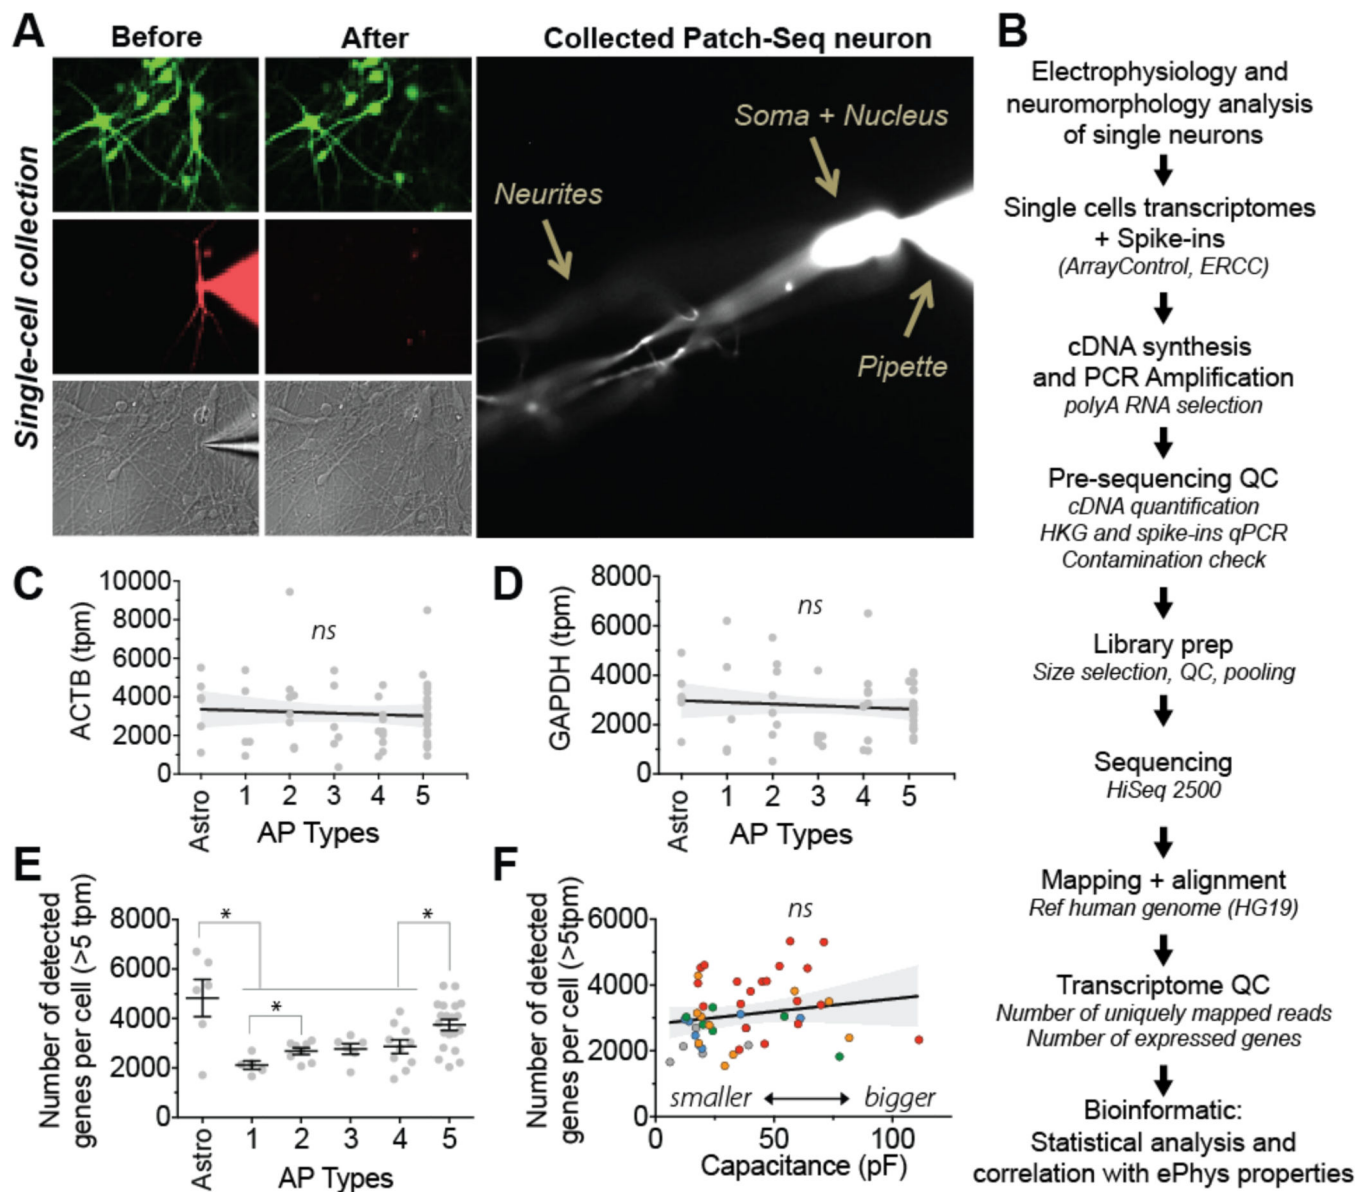 A
Before
After
Collected Patch-Seq neuron
Single-cell collection
Soma + Nucleus
Neurites
Pipette
B
Electrophysiology and
neuromorphology analysis
of single neurons
Single cells transcriptomes
+ Spike-ins
(ArrayControl, ERCC)
cDNA synthesis
and PCR Amplification
polyA RNA selection
Pre-sequencing QC
cDNA quantification
HKG and spike-ins qPCR
Contamination check
Library prep
Size selection, QC, pooling
Sequencing
HiSeq 2500
Mapping + alignment
Ref human genome (HG19)
Transcriptome QC
Number of uniquely mapped reads
Number of expressed genes
Bioinformatic:
Statistical analysis and
correlation with ePhys properties
C
ACTB (tpm)
10000
8000
6000
4000
2000
0
ns
Astro
1
2
3
4
5
AP Types
D
GAPDH (tpm)
8000
6000
4000
2000
0
ns
Astro
1
2
3
4
5
AP Types
E
Number of detected
genes per cell (>5 tpm)
8000
6000
4000
2000
0
*
*
*
Astro
1
2
3
4
5
AP Types
F
Number of detected
genes per cell (>5tpm)
6000
4000
2000
0
ns
smaller
bigger
0
50
100
Capacitance (pF)